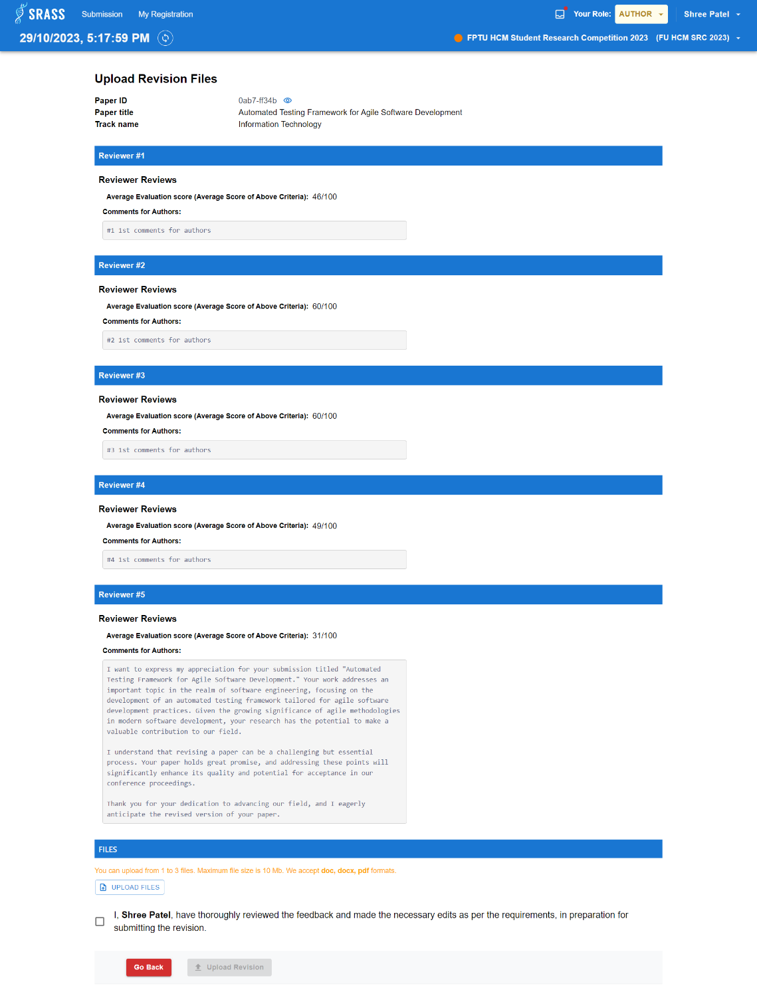 SRASS
Submission
My Registration
Your Role:
AUTHOR
Shree Patel
29/10/2023, 5:17:59 PM
FPTU HCM Student Research Competition 2023 (FU HCM SRC 2023)
Upload Revision Files
Paper ID 0ab7-ff34b
Paper title Automated Testing Framework for Agile Software Development
Track name Information Technology
Reviewer #1
Reviewer Reviews
Average Evaluation score (Average Score of Above Criteria): 46/100
Comments for Authors:
#1 1st comments for authors
Reviewer #2
Reviewer Reviews
Average Evaluation score (Average Score of Above Criteria): 60/100
Comments for Authors:
#2 1st comments for authors
Reviewer #3
Reviewer Reviews
Average Evaluation score (Average Score of Above Criteria): 60/100
Comments for Authors:
#3 1st comments for authors
Reviewer #4
Reviewer Reviews
Average Evaluation score (Average Score of Above Criteria): 49/100
Comments for Authors:
#4 1st comments for authors
Reviewer #5
Reviewer Reviews
Average Evaluation score (Average Score of Above Criteria): 31/100
Comments for Authors:
I want to express my appreciation for your submission titled "Automated
Testing Framework for Agile Software Development." Your work addresses an
important topic in the realm of software engineering, focusing on the
development of an automated testing framework tailored for agile software
development practices. Given the growing significance of agile methodologies
in modern software development, your research has the potential to make a
valuable contribution to our field.
I understand that revising a paper can be a challenging but essential
process. Your paper holds great promise, and addressing these points will
significantly enhance its quality and potential for acceptance in our
conference proceedings.
Thank you for your dedication to advancing our field, and I eagerly
anticipate the revised version of your paper.
FILES
You can upload from 1 to 3 files. Maximum file size is 10 Mb. We accept doc, docx, pdf formats.
UPLOAD FILES
I, Shree Patel, have thoroughly reviewed the feedback and made the necessary edits as per the requirements, in preparation for
submitting the revision.
Go Back
Upload Revision